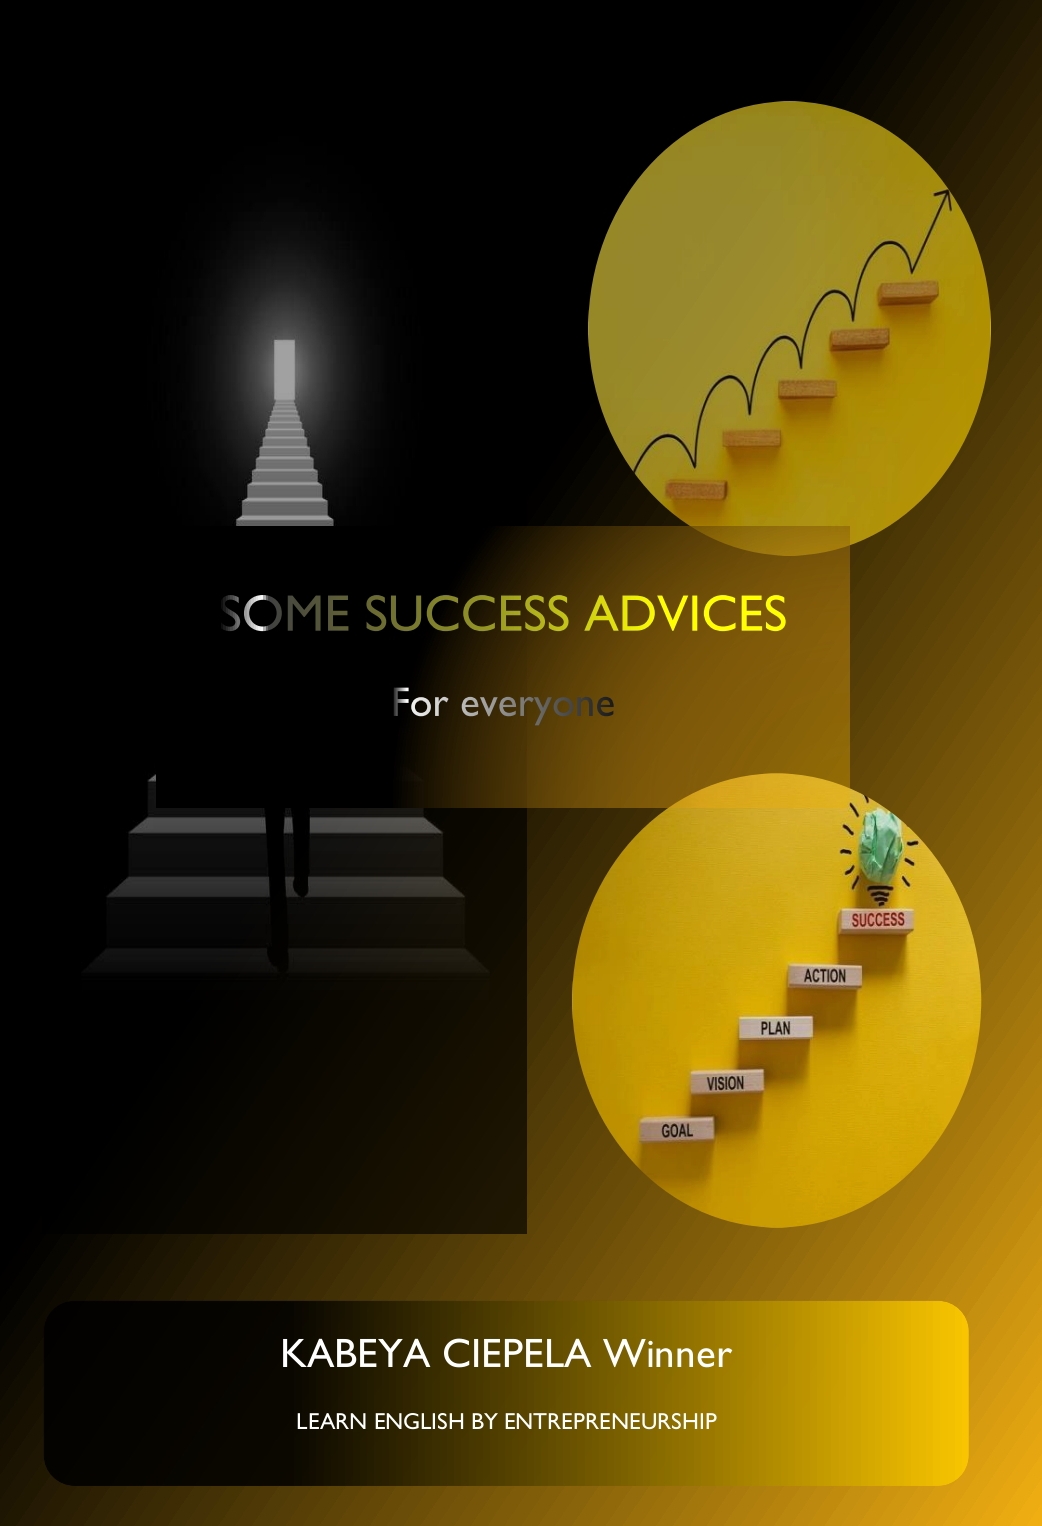 SOME SUCCESS ADVICES
For everyone
SUCCESS
ACTION
PLAN
VISION
GOAL
KABEYA CIEPELA Winner
LEARN ENGLISH BY ENTREPRENEURSHIP